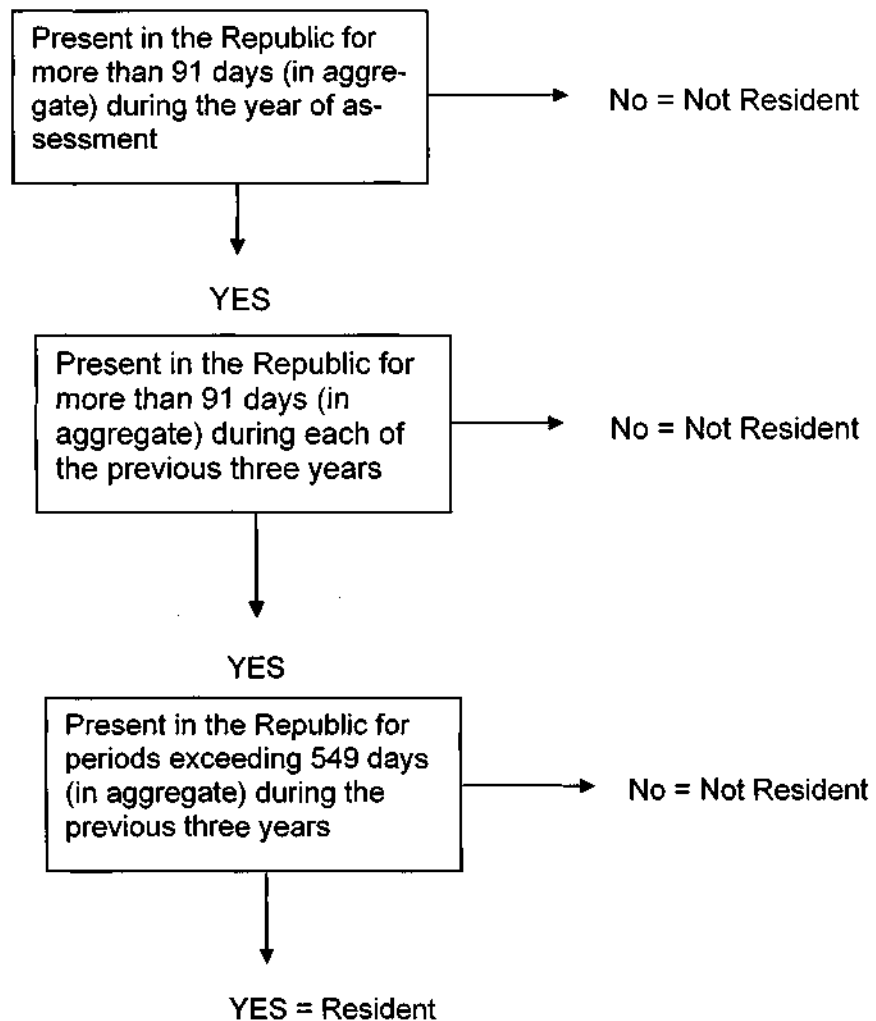 Present in the Republic for
more than 91 days (in aggre-
gate) during the year of as-
sessment
No = Not Resident
YES
Present in the Republic for
more than 91 days (in
aggregate) during each of
the previous three years
No = Not Resident
YES
Present in the Republic for
periods exceeding 549 days
(in aggregate) during the
previous three years
No = Not Resident
YES = Resident